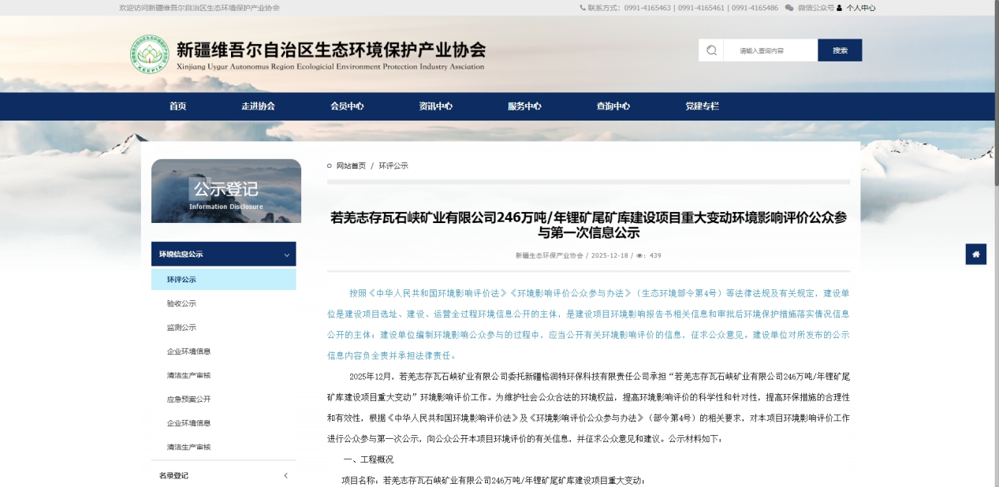 欢迎访问新疆维吾尔自治区生态环境保护产业协会
联系方式：0991-4165463 | 0991-4165461 | 0991-4165486 微信公众号 个人中心
新疆维吾尔自治区生态环境保护产业协会
Xinjiang Uygur Autonomus Region Ecologicial Environment Protection Industry Assciation
XEEPIA
请输入查询内容
搜索
首页 走进协会 会员中心 资讯中心 服务中心 查询中心 党建专栏
公示登记
Information Disclosure
环境信息公示
环评公示
验收公示
监测公示
企业环境信息
清洁生产审核
应急预案公开
企业环境信息
清洁生产审核
名录登记
网站首页 / 环评公示
若羌志存瓦石峡矿业有限公司246万吨/年锂矿尾矿库建设项目重大变动环境影响评价公众参
与第一次信息公示
新疆生态环保产业协会 / 2025-12-18 / ：439
按照《中华人民共和国环境影响评价法》《环境影响评价公众参与办法》（生态环境部令第4号）等法律法规及有关规定，建设单
位是建设项目选址、建设、运营全过程环境信息公开的主体，是建设项目环境影响报告书相关信息和审批后环境保护措施落实情况信息
公开的主体；建设单位编制环境影响公众参与的过程中，应当公开有关环境影响评价的信息，征求公众意见。建设单位对所发布的公示
信息内容负全责并承担法律责任。
2025年12月，若羌志存瓦石峡矿业有限公司委托新疆格润特环保科技有限责任公司承担“若羌志存瓦石峡矿业有限公司246万吨/年锂矿尾
矿库建设项目重大变动”环境影响评价工作。为维护社会公众合法的环境权益，提高环境影响评价的科学性和针对性，提高环保措施的合理性
和有效性，根据《中华人民共和国环境影响评价法》及《环境影响评价公众参与办法》（部令第4号）的相关要求，对本项目环境影响评价工作
进行公众参与第一次公示，向公众公开本项目环境评价的有关信息，并征求公众意见和建议。公示材料如下：
一、工程概况
项目名称：若羌志存瓦石峡矿业有限公司246万吨/年锂矿尾矿库建设项目重大变动；